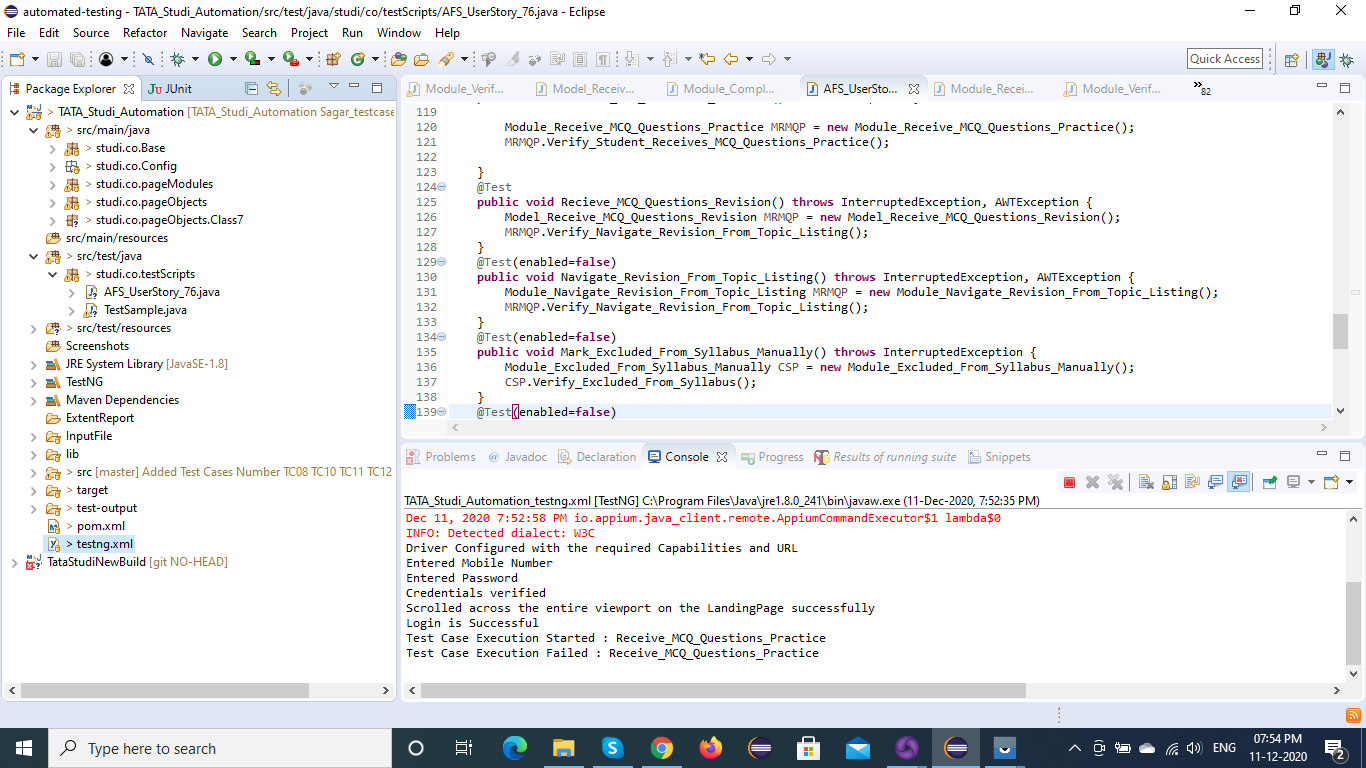 automated-testing - TATA_Studi_Automation/src/test/java/studi/co/testScripts/AFS_UserStory_76.java - Eclipse
File Edit Source Refactor Navigate Search Project Run Window Help
Quick Access
Package Explorer JUnit
Module_Verif... Model_Receiv... Module_Compl... AFS_UserSto... Module_Recei... Module_Verif... 82
TATA_Studi_Automation [TATA_Studi_Automation Sagar_testcase
> src/main/java
> studi.co.Base
> studi.co.Config
> studi.co.pageModules
> studi.co.pageObjects
> studi.co.pageObjects.Class7
src/main/resources
> src/test/java
> studi.co.testScripts
AFS_UserStory_76.java
TestSample.java
> src/test/resources
Screenshots
JRE System Library [JavaSE-1.8]
TestNG
Maven Dependencies
ExtentReport
InputFile
lib
> src [master] Added Test Cases Number TC08 TC10 TC11 TC12
> target
> test-output
> pom.xml
> testng.xml
TataStudiNewBuild [git NO-HEAD]
119
120 Module_Receive_MCQ_Questions_Practice MRMQP = new Module_Receive_MCQ_Questions_Practice();
121 MRMQP.Verify_Student_Receives_MCQ_Questions_Practice();
122
123 }
124 @Test
125 public void Recieve_MCQ_Questions_Revision() throws InterruptedException, AWTException {
126 Model_Receive_MCQ_Questions_Revision MRMQP = new Model_Receive_MCQ_Questions_Revision();
127 MRMQP.Verify_Navigate_Revision_From_Topic_Listing();
128 }
129 @Test(enabled=false)
130 public void Navigate_Revision_From_Topic_Listing() throws InterruptedException, AWTException {
131 Module_Navigate_Revision_From_Topic_Listing MRMQP = new Module_Navigate_Revision_From_Topic_Listing();
132 MRMQP.Verify_Navigate_Revision_From_Topic_Listing();
133 }
134 @Test(enabled=false)
135 public void Mark_Excluded_From_Syllabus_Manually() throws InterruptedException {
136 Module_Excluded_From_Syllabus_Manually CSP = new Module_Excluded_From_Syllabus_Manually();
137 CSP.Verify_Excluded_From_Syllabus();
138 }
139 @Test(enabled=false)
Problems @ Javadoc Declaration Console Progress Results of running suite Snippets
TATA_Studi_Automation_testng.xml [TestNG] C:\Program Files\Java\jre1.8.0_241\bin\javaw.exe (11-Dec-2020, 7:52:35 PM)
Dec 11, 2020 7:52:58 PM io.appium.java_client.remote.AppiumCommandExecutor$1 lambda$0
INFO: Detected dialect: W3C
Driver Configured with the required Capabilities and URL
Entered Mobile Number
Entered Password
Credentials verified
Scrolled across the entire viewport on the LandingPage successfully
Login is Successful
Test Case Execution Started : Receive_MCQ_Questions_Practice
Test Case Execution Failed : Receive_MCQ_Questions_Practice
Type here to search
ENG
07:54 PM
11-12-2020
2